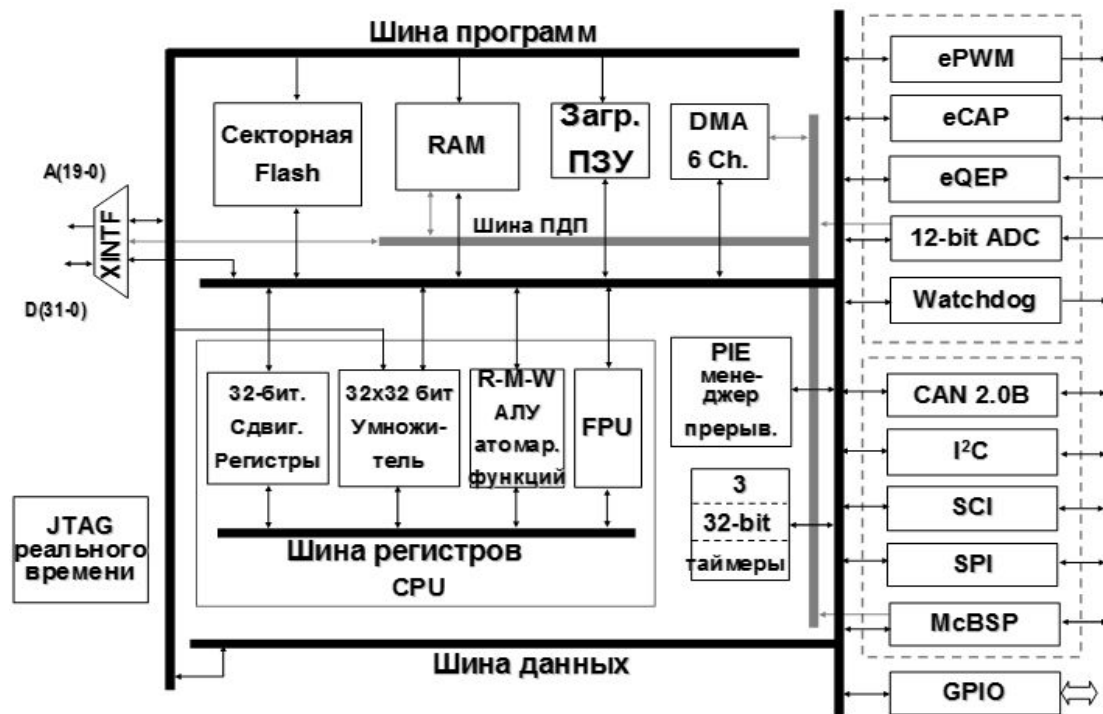 Шина программ
Секторная
Flash
RAM
Загр.
ПЗУ
DMA
6 Ch.
A(19-0)
XINTF
D(31-0)
Шина ПДП
ePWM
eCAP
eQEP
12-bit ADC
Watchdog
32-бит.
Сдвиг.
Регистры
32x32 бит
Умножи-
тель
R-M-W
АЛУ
атомар.
функций
FPU
PIE
мене-
джер
прерыв.
3
32-bit
таймеры
Шина регистров
CPU
JTAG
реального
времени
CAN 2.0B
I²C
SCI
SPI
McBSP
GPIO
Шина данных